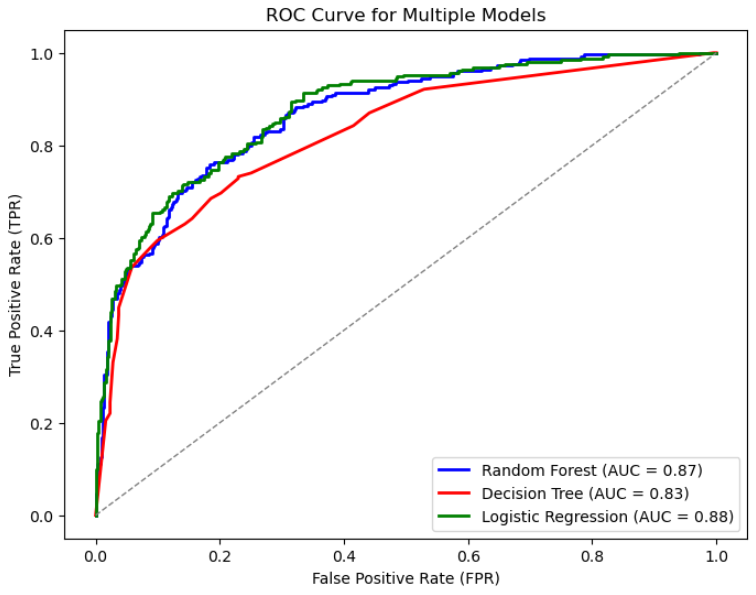 ROC Curve for Multiple Models
True Positive Rate (TPR)
1.0
0.8
0.6
0.4
0.2
0.0
Random Forest (AUC = 0.87)
Decision Tree (AUC = 0.83)
Logistic Regression (AUC = 0.88)
0.0 0.2 0.4 0.6 0.8 1.0
False Positive Rate (FPR)